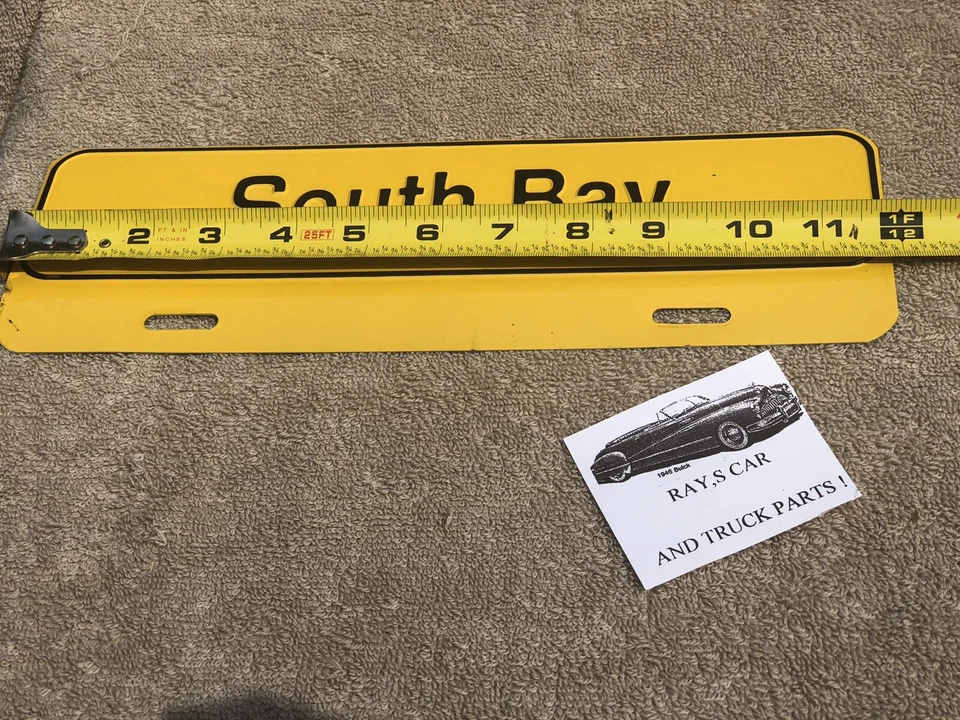 South Bay
FT & IN
INCHES
2 3 4 25FT 5 6 7 8 9 10 11 1F
12
1946 Buick
RAY,S CAR
AND TRUCK PARTS !